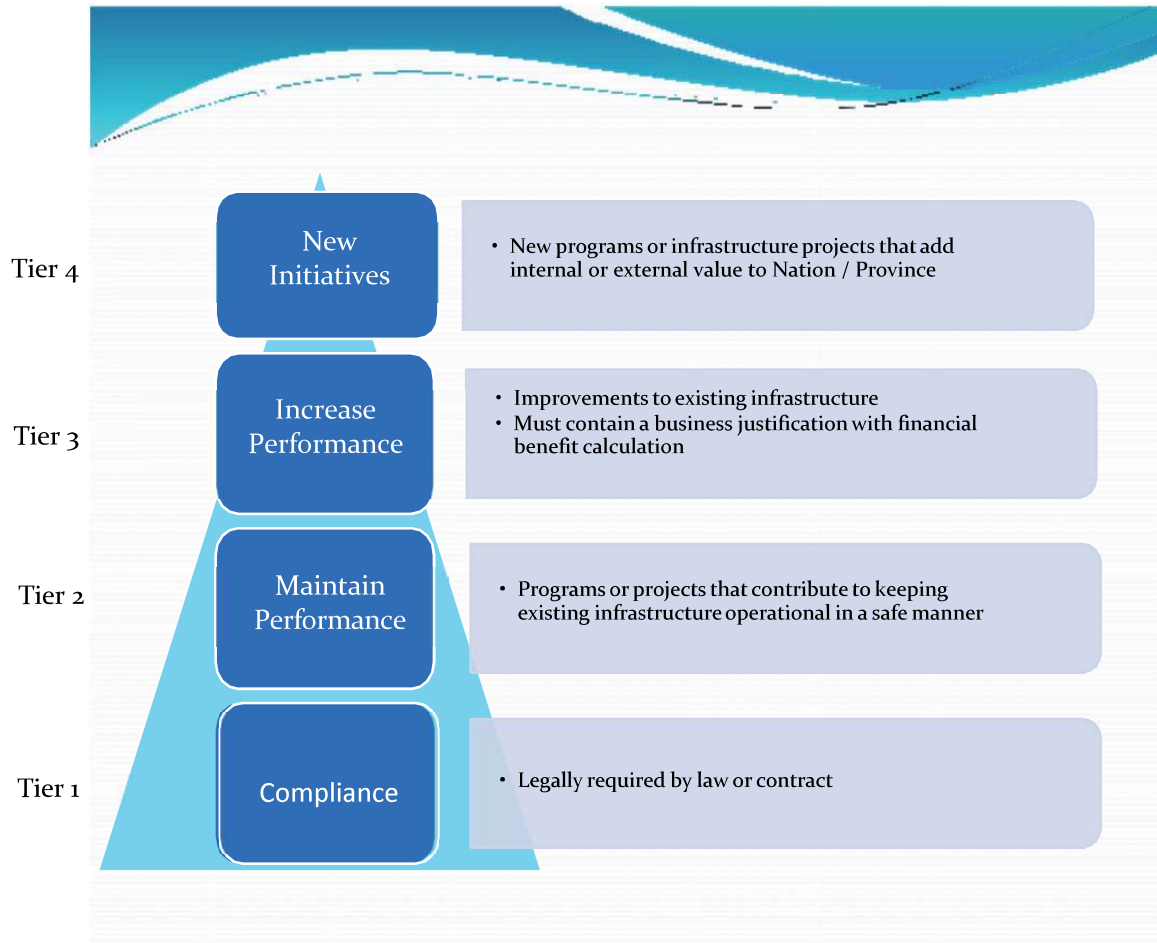 Tier 4
New
Initiatives
• New programs or infrastructure projects that add
internal or external value to Nation / Province
Tier 3
Increase
Performance
• Improvements to existing infrastructure
• Must contain a business justification with financial
benefit calculation
Tier 2
Maintain
Performance
• Programs or projects that contribute to keeping
existing infrastructure operational in a safe manner
Tier 1
Compliance
• Legally required by law or contract